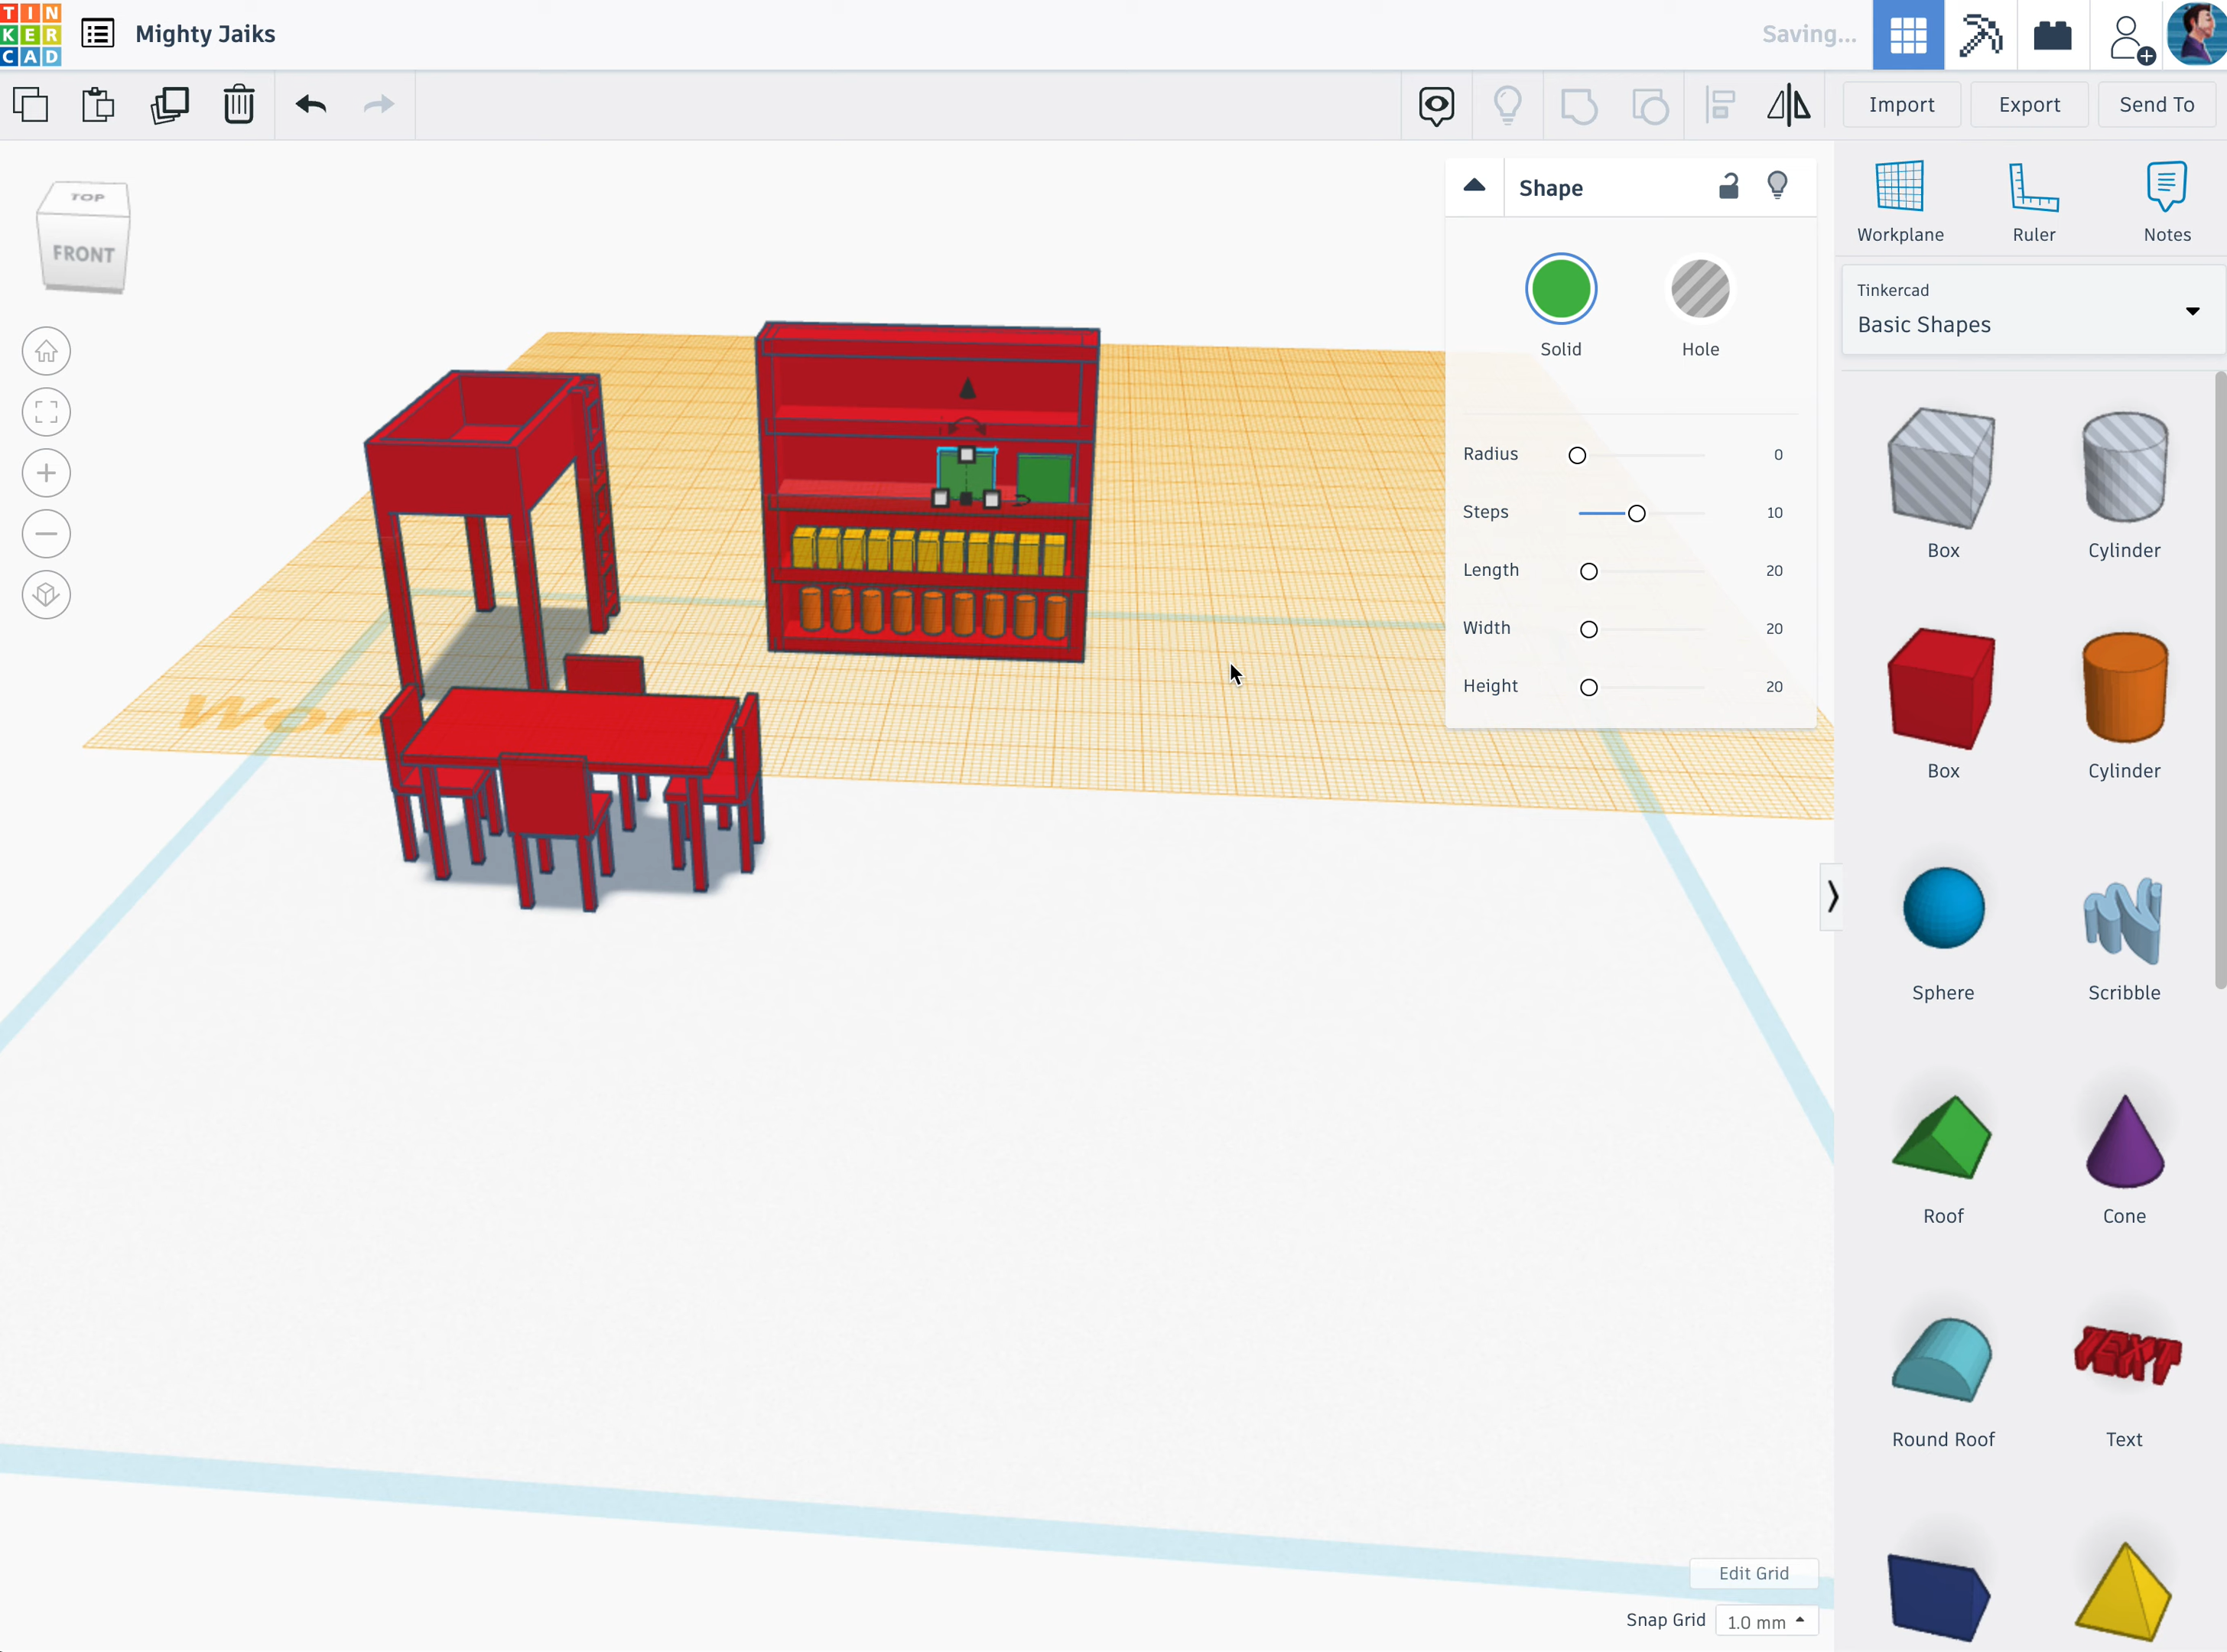 TIN
KER
CAD
Mighty Jaiks
Saving...
Import
Export
Send To
TOP
FRONT
Shape
Solid
Hole
Radius 0
Steps 10
Length 20
Width 20
Height 20
Workplane
Ruler
Notes
Tinkercad
Basic Shapes
Box
Cylinder
Box
Cylinder
Sphere
Scribble
Roof
Cone
Round Roof
TEXT
Text
Edit Grid
Snap Grid 1.0 mm